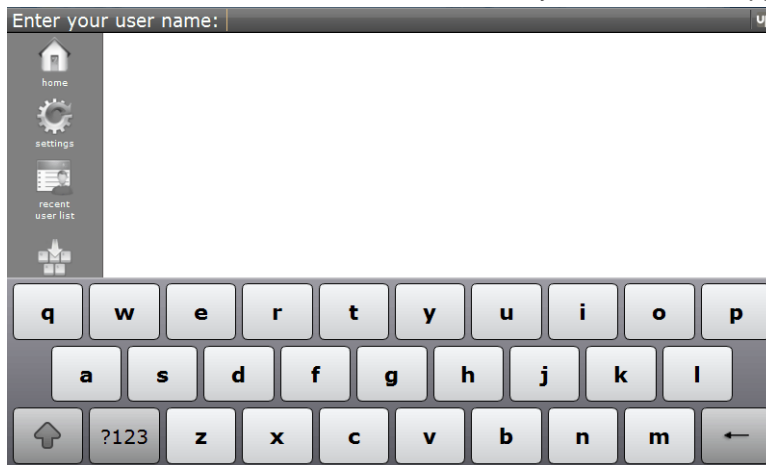 Enter your user name:
home
settings
recent
user list
q w e r t y u i o p
a s d f g h j k l
?123 z x c v b n m